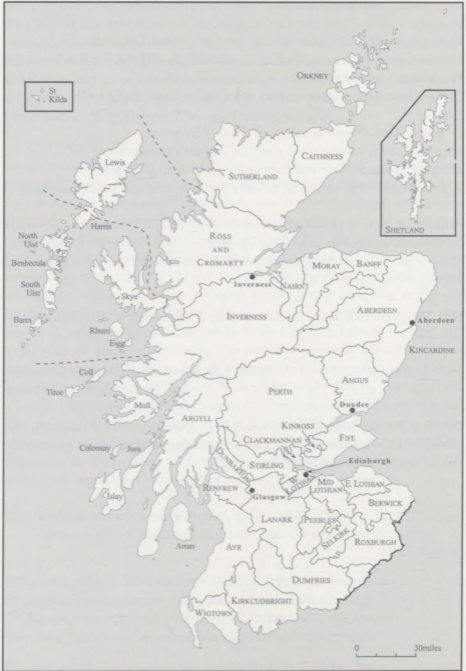 ORKNEY
St
Kilda
CAITHNESS
Lewis
SUTHERLAND
SHETLAND
Harris
North
Uist
ROSS
AND
CROMARTY
Benbecula
MORAY
BANFF
South
Uist
Skye
Inverness
NAIRN
ABERDEEN
INVERNESS
Barra
Aberdeen
Rhum
Eigg
KINCARDINE
Coll
PERTH
ANGUS
Tiree
Mull
ARGYLL
Dundee
KINROSS
CLACKMANNAN
FIFE
Colonsay
Jura
STIRLING
DUNBARTON
Edinburgh
W.
LOTHIAN
MID
LOTHIAN
E. LOTHIAN
RENFREW
Glasgow
Islay
BERWICK
LANARK
PEEBLES
SELKIRK
ROXBURGH
Arran
AYR
DUMFRIES
KIRKCUDBRIGHT
WIGTOWN
0 30miles